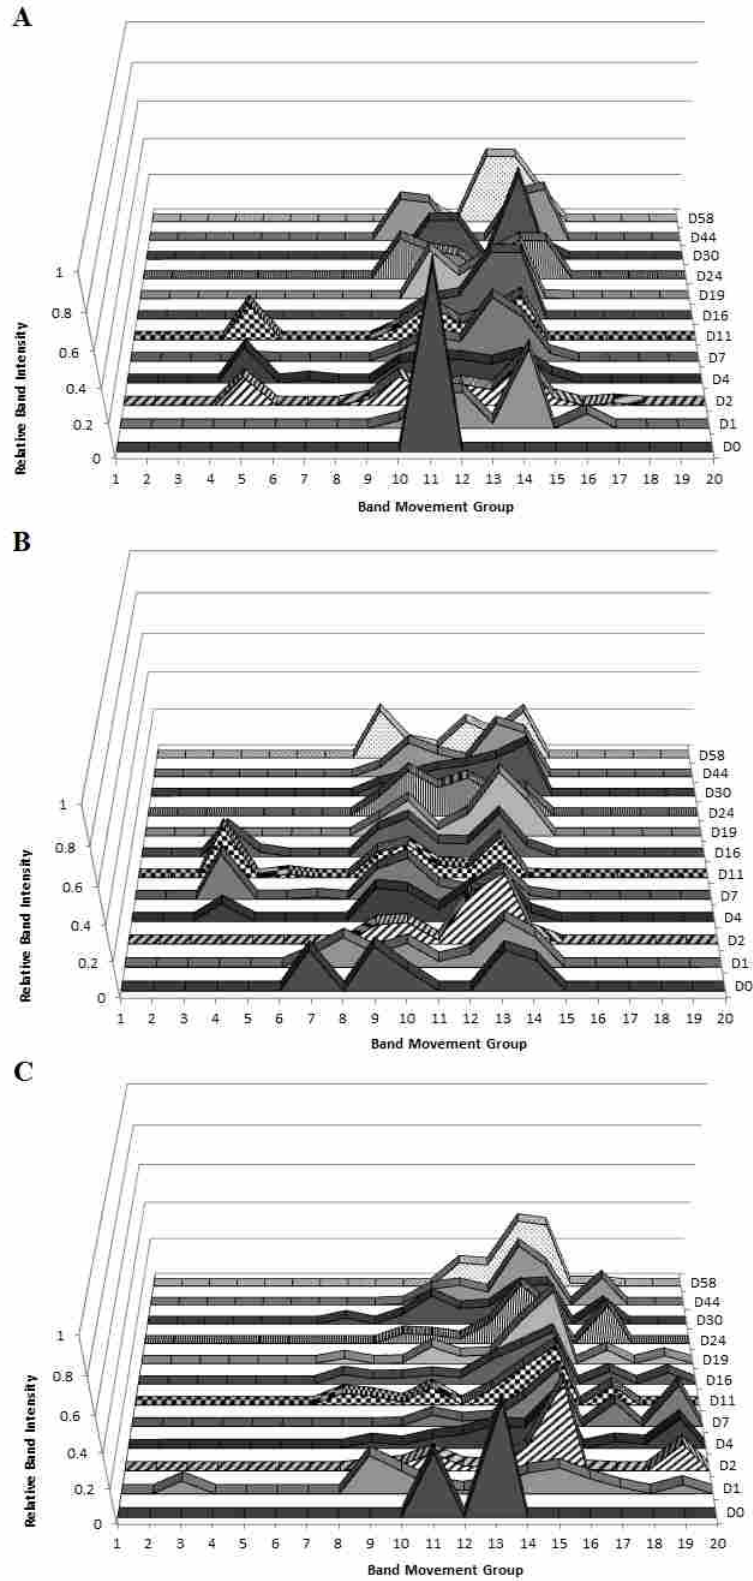 A
D58
D44
D30
D24
D19
D16
D11
D7
D4
D2
D1
D0
1
0.8
0.6
0.4
0.2
0
Relative Band Intensity
1 2 3 4 5 6 7 8 9 10 11 12 13 14 15 16 17 18 19 20
Band Movement Group
B
D58
D44
D30
D24
D19
D16
D11
D7
D4
D2
D1
D0
1
0.8
0.6
0.4
0.2
0
Relative Band Intensity
1 2 3 4 5 6 7 8 9 10 11 12 13 14 15 16 17 18 19 20
Band Movement Group
C
D58
D44
D30
D24
D19
D16
D11
D7
D4
D2
D1
D0
1
0.8
0.6
0.4
0.2
0
Relative Band Intensity
1 2 3 4 5 6 7 8 9 10 11 12 13 14 15 16 17 18 19 20
Band Movement Group